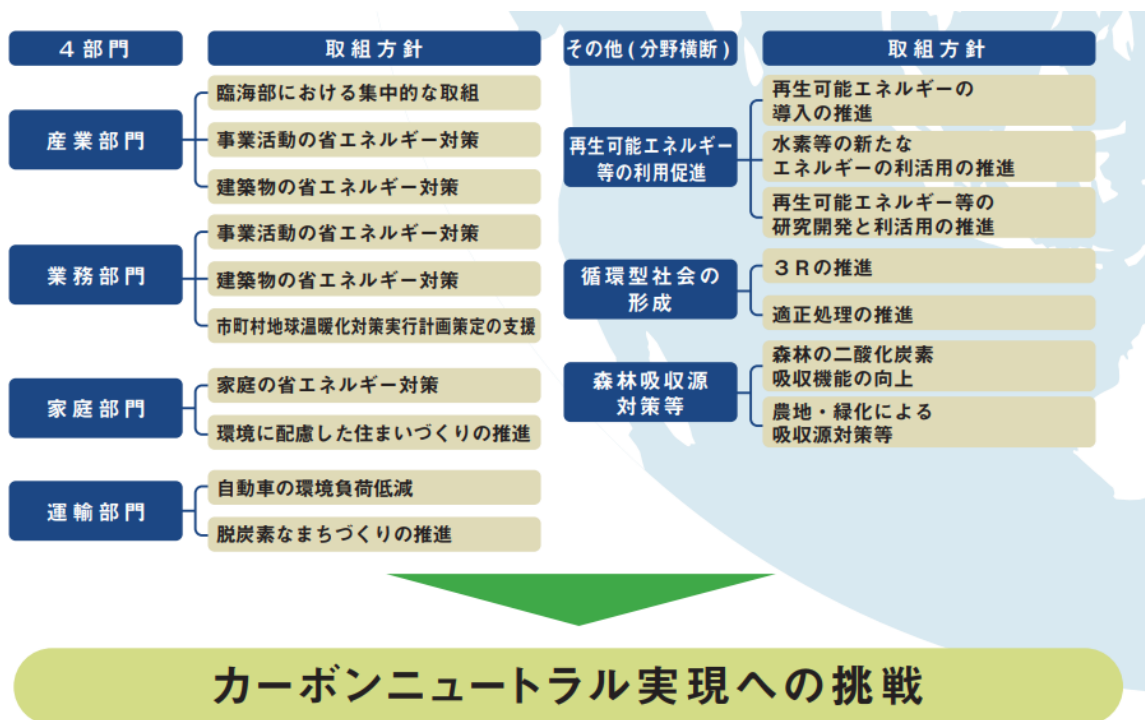 4部門
取組方針
産業部門
臨海部における集中的な取組
事業活動の省エネルギー対策
建築物の省エネルギー対策
業務部門
事業活動の省エネルギー対策
建築物の省エネルギー対策
市町村地球温暖化対策実行計画策定の支援
家庭部門
家庭の省エネルギー対策
環境に配慮した住まいづくりの推進
運輸部門
自動車の環境負荷低減
脱炭素なまちづくりの推進
その他(分野横断)
取組方針
再生可能エネルギー
等の利用促進
再生可能エネルギーの
導入の推進
水素等の新たな
エネルギーの利活用の推進
再生可能エネルギー等の
研究開発と利活用の推進
循環型社会の
形成
3Rの推進
適正処理の推進
森林吸収源
対策等
森林の二酸化炭素
吸収機能の向上
農地・緑化による
吸収源対策等
カーボンニュートラル実現への挑戦